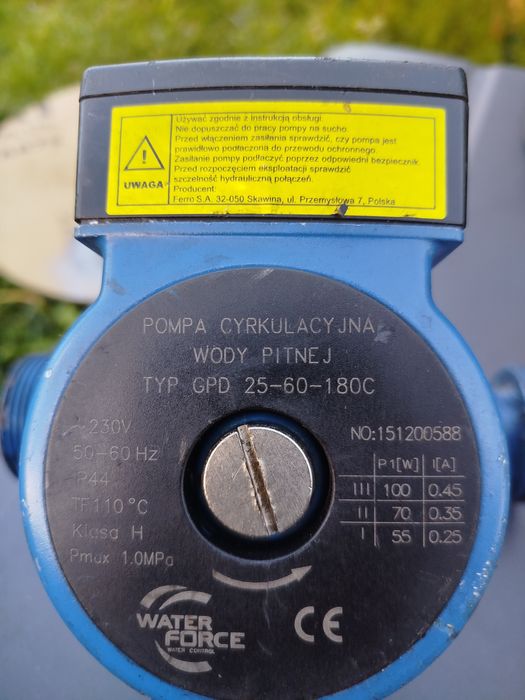 Używać zgodnie z instrukcją obsługi.
Nie dopuszczać do pracy pompy na sucho.
Przed włączeniem zasilania sprawdzić, czy pompa jest
prawidłowo podłączona do przewodu ochronnego.
Zasilanie pompy podłączyć poprzez odpowiedni bezpiecznik.
Przed rozpoczęciem eksploatacji sprawdzić
szczelność hydrauliczną połączeń.
UWAGA
Producent:
Ferro S.A. 32-050 Skawina, ul. Przemysłowa 7, Polska
POMPA CYRKULACYJNA
WODY PITNEJ
TYP GPD 25-60-180C
~ 230V
50-60 Hz
IP44
TF110 °C
Klasa H
Pmax 1.0MPa
NO:151200588
P1[W] I[A]
III 100 0.45
II 70 0.35
I 55 0.25
WATER
FORCE
WATER CONTROL
CE